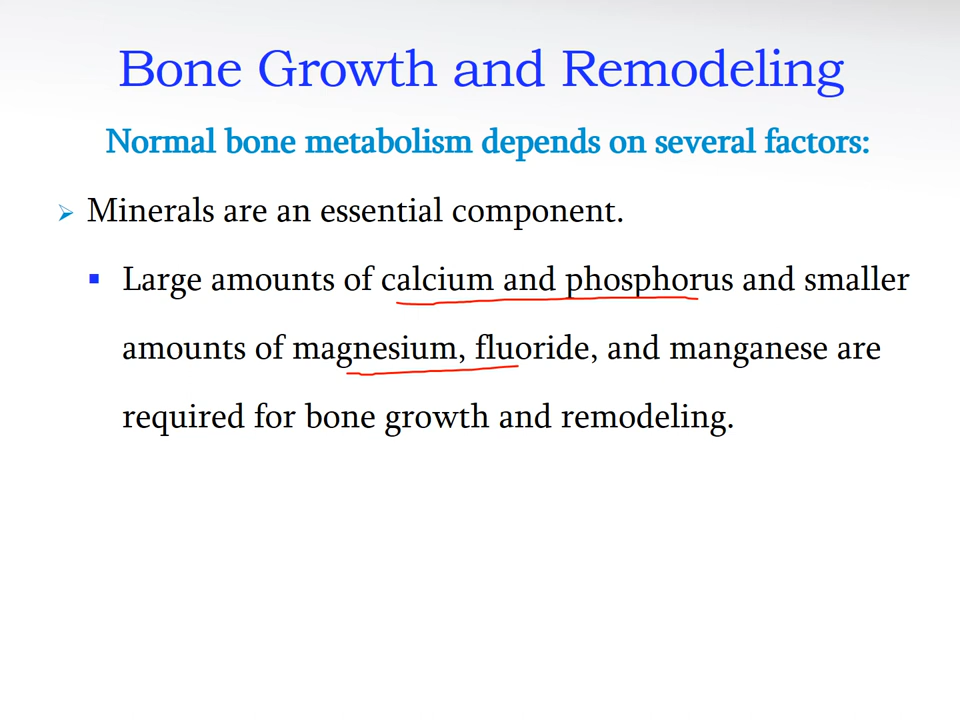 Bone Growth and Remodeling
Normal bone metabolism depends on several factors:
Minerals are an essential component.
Large amounts of calcium and phosphorus and smaller
amounts of magnesium, fluoride, and manganese are
required for bone growth and remodeling.